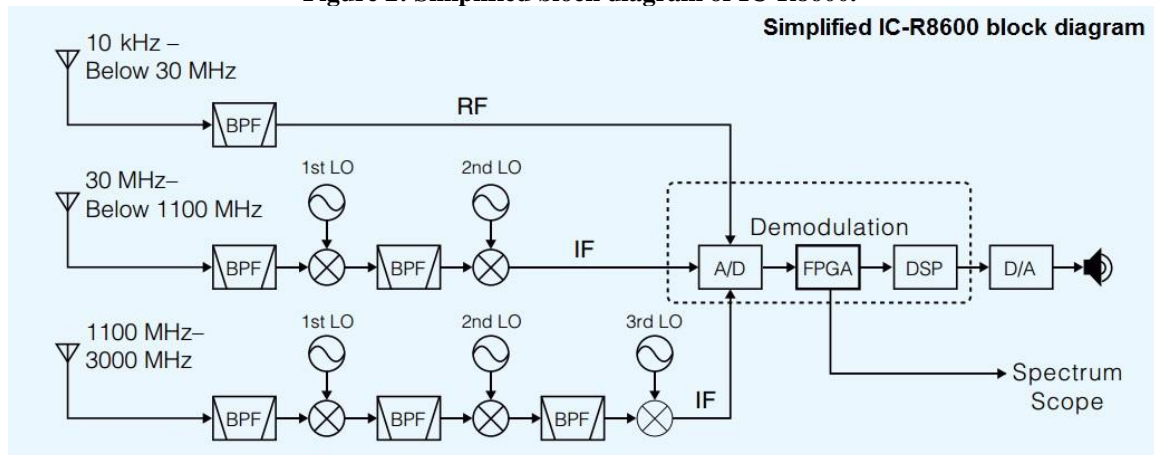 Simplified IC-R8600 block diagram
10 kHz –
Below 30 MHz
BPF
RF
30 MHz–
Below 1100 MHz
1st LO
2nd LO
BPF
BPF
IF
Demodulation
A/D
FPGA
DSP
D/A
1100 MHz–
3000 MHz
1st LO
2nd LO
3rd LO
BPF
BPF
BPF
IF
Spectrum
Scope